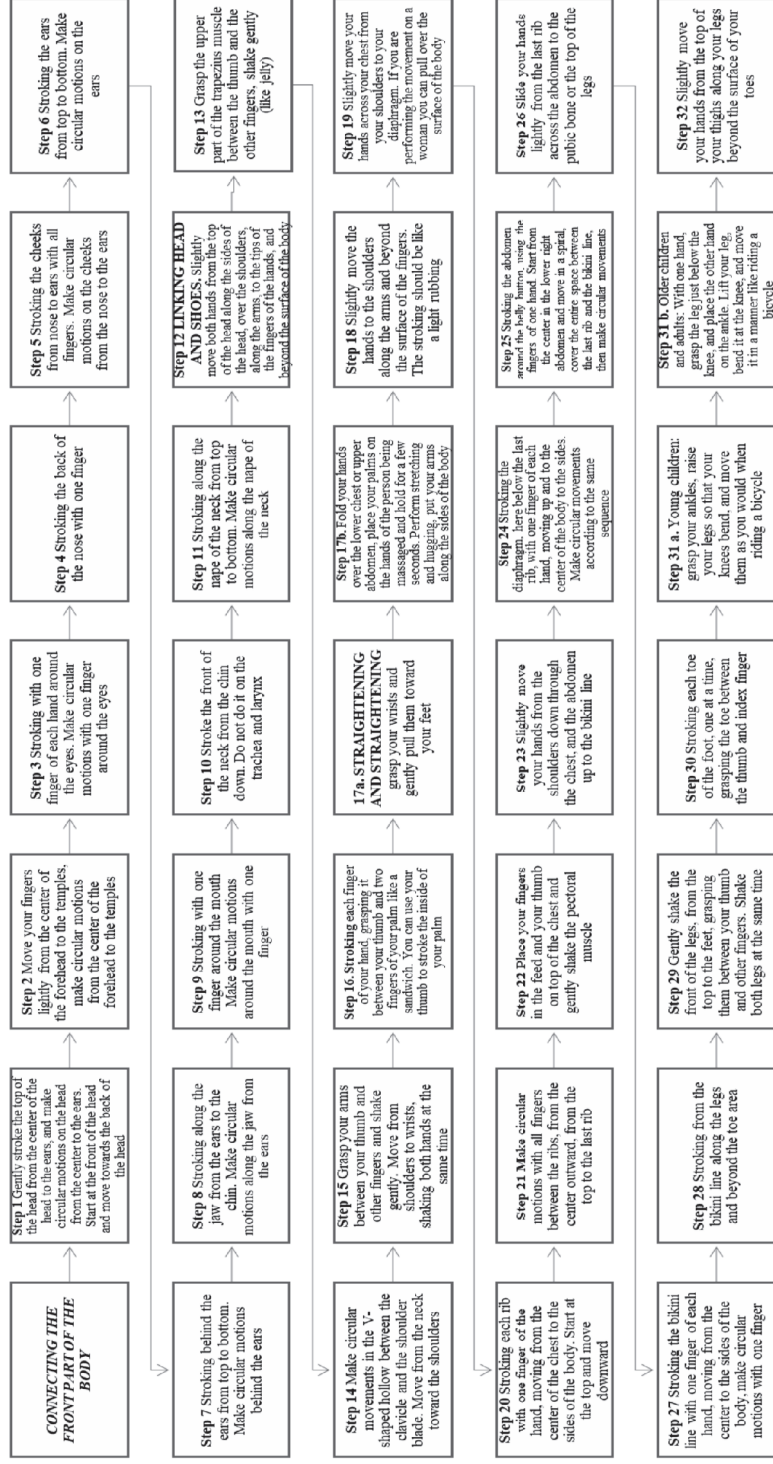 CONNECTING THE
FRONT PART OF THE
BODY
Step 1 Gently stroke the top of
the head from the center of the
head to the ears, and make
circular motions on the head
from the center to the ears.
Start at the front of the head
and move towards the back of
the head
Step 2 Move your fingers
lightly from the center of
the forehead to the temples,
make circular motions
from the center of the
forehead to the temples
Step 3 Stroking with one
finger of each hand around
the eyes. Make circular
motions with one finger
around the eyes
Step 4 Stroking the back of
the nose with one finger
Step 5 Stroking the cheeks
from nose to ears with all
fingers. Make circular
motions on the cheeks
from the nose to the ears
Step 6 Stroking the ears
from top to bottom. Make
circular motions on the
ears
Step 7 Stroking behind the
ears from top to bottom.
Make circular motions
behind the ears
Step 8 Stroking along the
jaw from the ears to the
chin. Make circular
motions along the jaw from
the ears
Step 9 Stroking with one
finger around the mouth
Make circular motions
around the mouth with one
finger
Step 10 Stroke the front of
the neck from the chin
down. Do not do it on the
trachea and larynx
Step 11 Stroking along the
nape of the neck from top
to bottom. Make circular
motions along the nape of
the neck
Step 12 LINKING HEAD
AND SHOES. Slightly
move both hands from the top
of the head along the sides of
the head, over the shoulders,
along the arms, to the tips of
the fingers of the hands, and
beyond the surface of the body
Step 13 Grasp the upper
part of the trapezius muscle
between the thumb and the
other fingers, shake gently
(like jelly)
Step 14 Make circular
movements in the V-
shaped hollow between the
clavicle and the shoulder
blade. Move from the neck
toward the shoulders
Step 15 Grasp your arms
between your thumb and
other fingers and shake
gently. Move from
shoulders to wrists,
shaking both hands at the
same time
Step 16. Stroking each finger
of your hand, grasping it
between your thumb and two
fingers of your palm like a
sandwich. You can use your
thumb to stroke the inside of
your palm
17a. STRAIGHTENING
AND STRAIGHTENING
grasp your wrists and
gently pull them toward
your feet
Step 17b. Fold your hands
over the lower chest or upper
abdomen, place your palms on
the hands of the person being
massaged and hold for a few
seconds. Perform stretching
and hugging, put your arms
along the sides of the body
Step 18 Slightly move the
hands to the shoulders
along the arms and beyond
the surface of the fingers.
The stroking should be like
a light rubbing
Step 19 Slightly move your
hands across your chest from
your shoulders to your
diaphragm. If you are
performing the movement on a
woman you can pull over the
surface of the body
Step 20 Stroking each rib
with one finger of the
hand, moving from the
center of the chest to the
sides of the body. Start at
the top and move
downward
Step 21 Make circular
motions with all fingers
between the ribs, from the
center outward, from the
top to the last rib
Step 22 Place your fingers
in the feed and your thumb
on top of the chest and
gently shake the pectoral
muscle
Step 23 Slightly move
your hands from the
shoulders down through
the chest, and the abdomen
up to the bikini line
Step 24 Stroking the
diaphragm. here below the last
rib, with one finger of each
hand, moving up and to the
center of the body to the sides.
Make circular movements
according to the same
sequence
Step 25 Stroking the abdomen
around the belly button, using the
fingers of one hand. Start from
the center in the lower right
abdomen and move in a spiral,
cover the entire space between
the last rib and the bikini line,
then make circular movements
Step 26 Slide your hands
lightly from the last rib
across the abdomen to the
pubic bone or the top of the
legs
Step 27 Stroking the bikini
line with one finger of each
hand, moving from the
center to the sides of the
body, make circular
motions with one finger
Step 28 Stroking from the
bikini line along the legs
and beyond the toe area
Step 29 Gently shake the
front of the legs, from the
top to the feet, grasping
them between your thumb
and other fingers. Shake
both legs at the same time
Step 30 Stroking each toe
of the foot, one at a time,
grasping the toe between
the thumb and index finger
Step 31 a. Young children:
grasp your ankles, raise
your legs so that your
knees bend, and move
them as you would when
riding a bicycle
Step 31 b. Older children
and adults: With one hand,
grasp the leg just below the
knee, and place the other hand
on the ankle. Lift your leg,
bend it at the knee, and move
it in a manner like riding a
bicycle
Step 32 Slightly move
your hands from the top of
your thighs along your legs
beyond the surface of your
toes